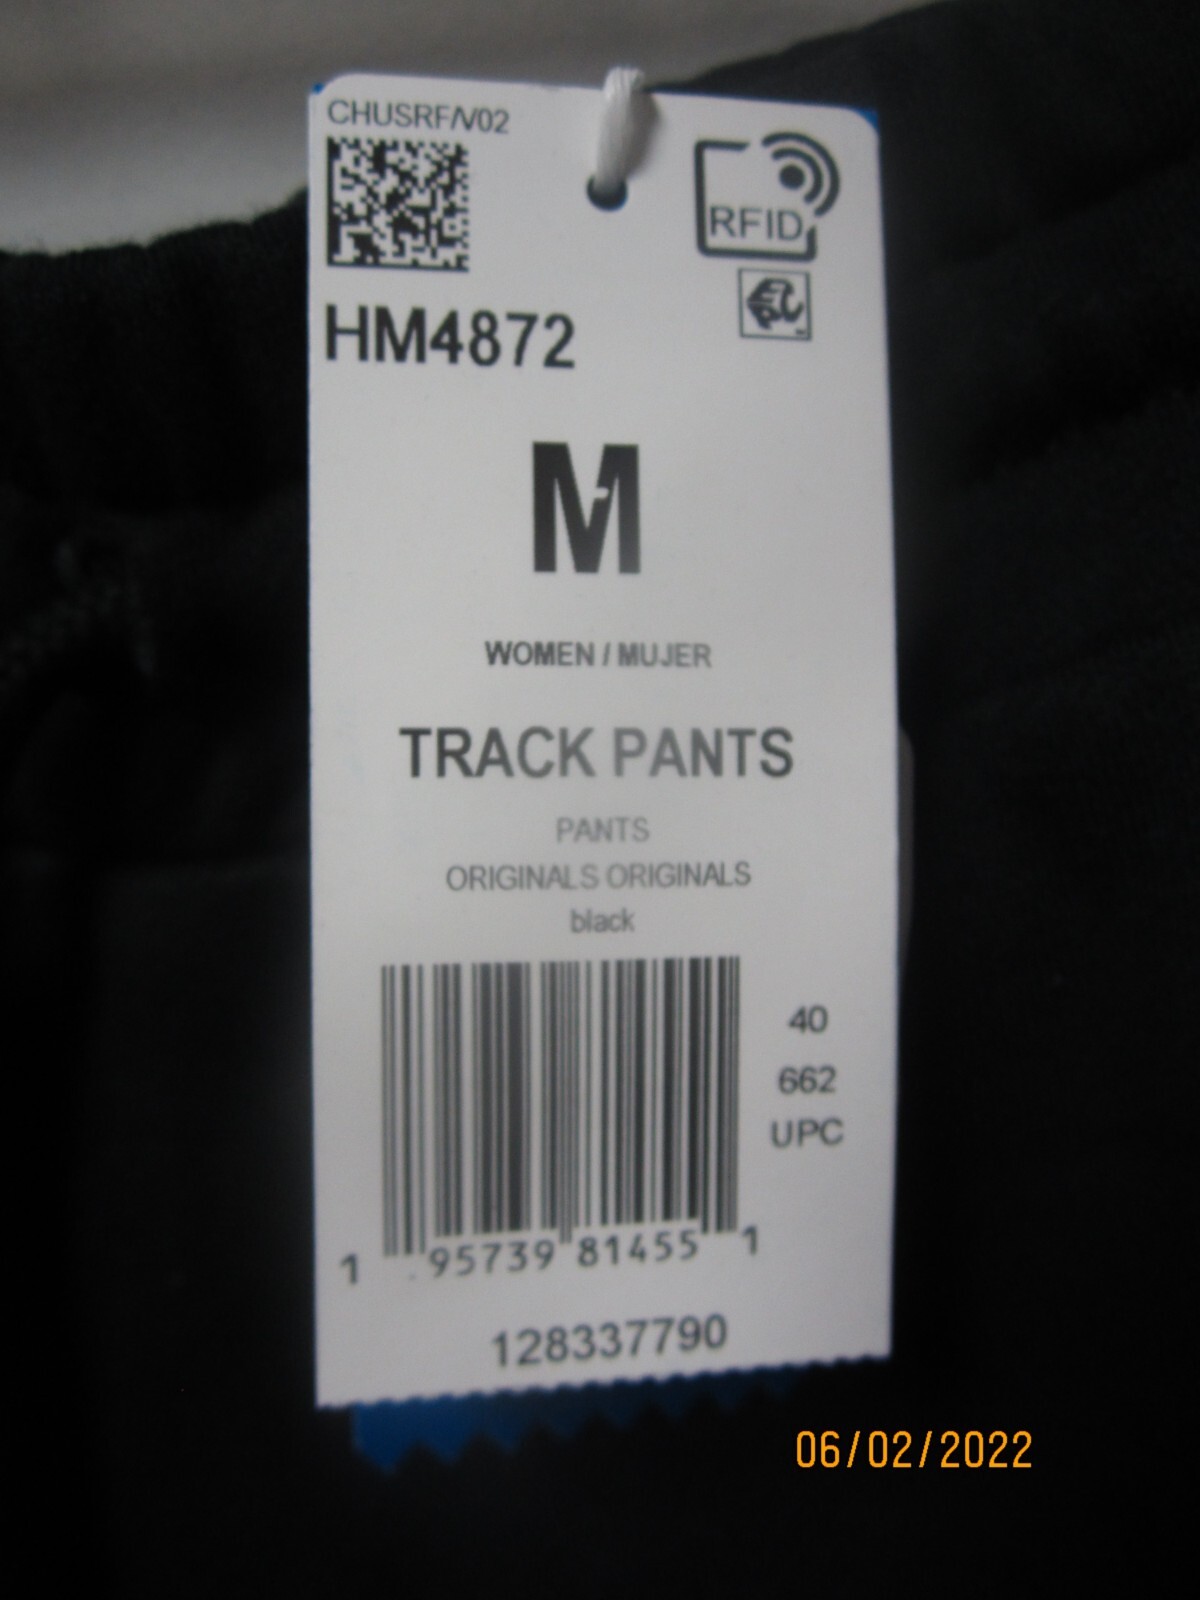 CHUSRF/V02
RFID
HM4872
M
WOMEN / MUJER
TRACK PANTS
PANTS
ORIGINALS ORIGINALS
black
40
662
UPC
1 95739 81455 1
128337790
06/02/2022